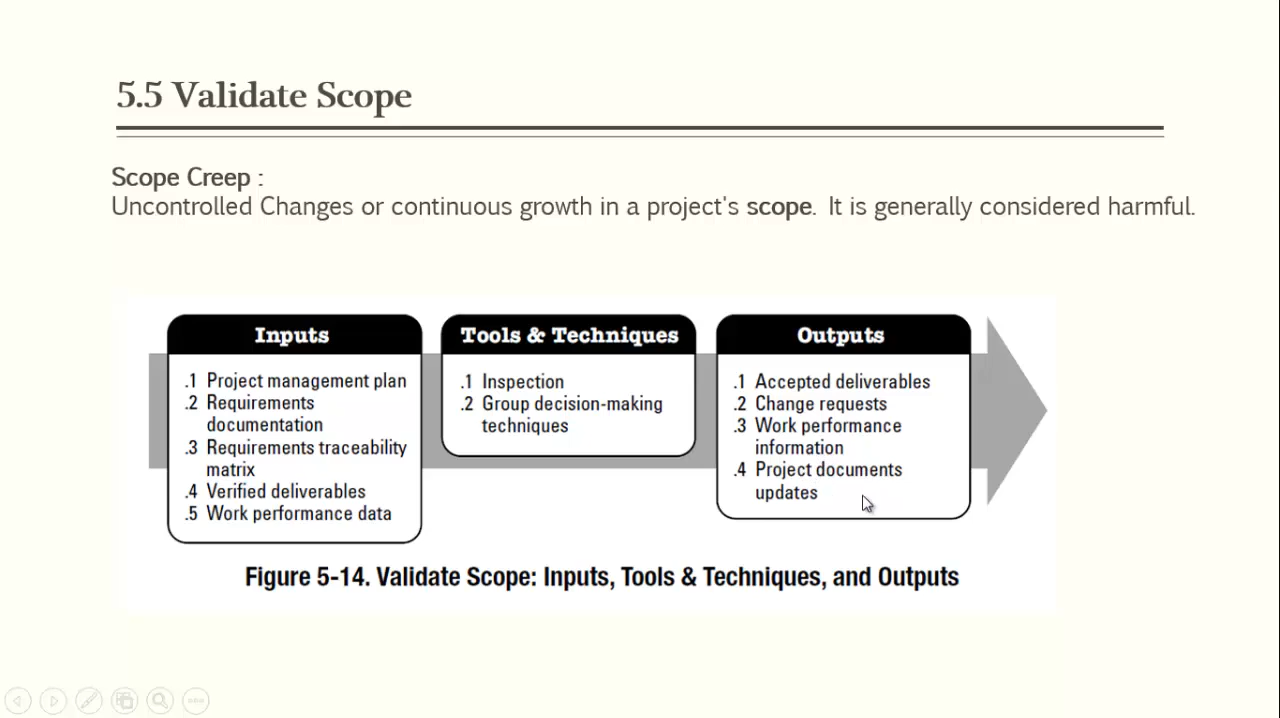 5.5 Validate Scope
Scope Creep :
Uncontrolled Changes or continuous growth in a project's scope. It is generally considered harmful.
Inputs
.1 Project management plan
.2 Requirements
documentation
.3 Requirements traceability
matrix
.4 Verified deliverables
.5 Work performance data
Tools & Techniques
.1 Inspection
.2 Group decision-making
techniques
Outputs
.1 Accepted deliverables
.2 Change requests
.3 Work performance
information
.4 Project documents
updates
Figure 5-14. Validate Scope: Inputs, Tools & Techniques, and Outputs